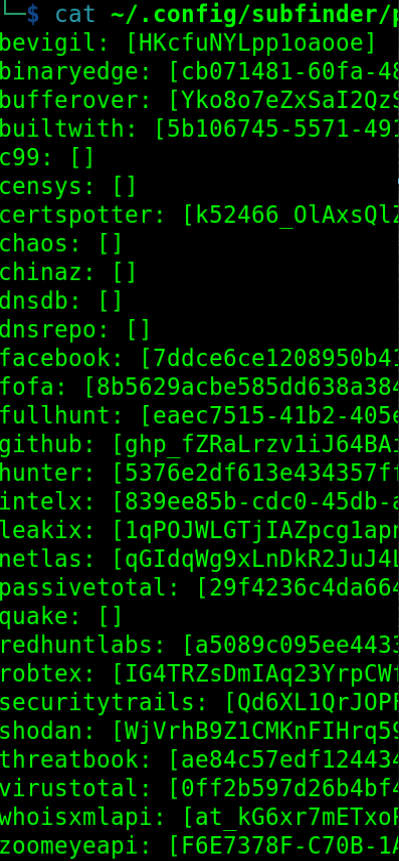 └─$ cat ~/.config/subfinder/p
bevigil: [HKcfuNYLpp1oaooe]
binaryedge: [cb071481-60fa-48
bufferover: [Yko8o7eZxSaI2QzS
builtwith: [5b106745-5571-491
c99: []
censys: []
certspotter: [k52466_OlAxsQlZ
chaos: []
chinaz: []
dnsdb: []
dnsrepo: []
facebook: [7ddce6ce1208950b41
fofa: [8b5629acbe585dd638a384
fullhunt: [eaec7515-41b2-405e
github: [ghp_fZRaLrzv1iJ64BAi
hunter: [5376e2df613e434357ff
intelx: [839ee85b-cdc0-45db-a
leakix: [1qPOJWLGTjIAZpcg1apr
netlas: [qGIdqWg9xLnDkR2JuJ4L
passivetotal: [29f4236c4da664
quake: []
redhuntlabs: [a5089c095ee4433
robtex: [IG4TRZsDmIAq23YrpCWf
securitytrails: [Qd6XL1QrJOPF
shodan: [WjVrhB9Z1CMKnFIHrq59
threatbook: [ae84c57edf124434
virustotal: [0ff2b597d26b4bf4
whoisxmlapi: [at_kG6xr7mETxoF
zoomeyeapi: [F6E7378F-C70B-1A